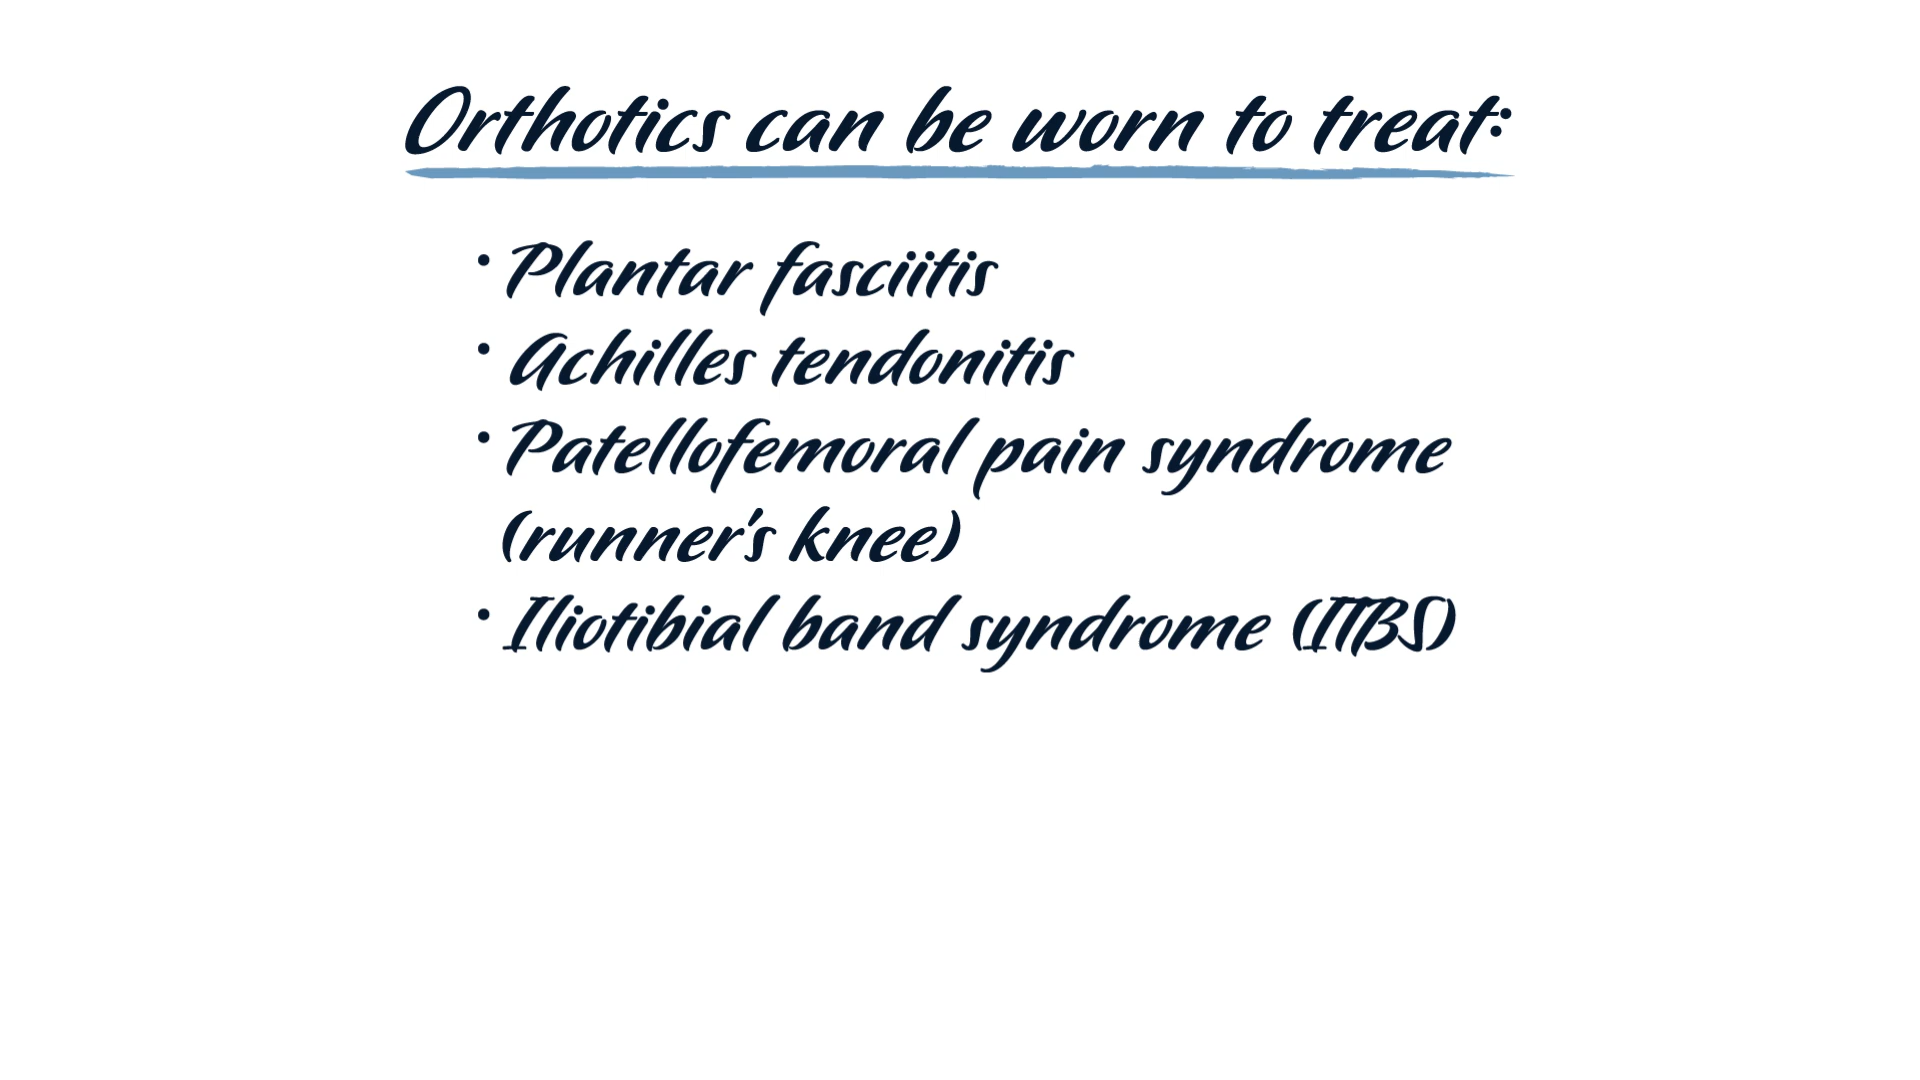 Orthotics can be worn to treat:
• Plantar fasciitis
• Achilles tendonitis
• Patellofemoral pain syndrome
(runner's knee)
• Iliotibial band syndrome (ITBS)